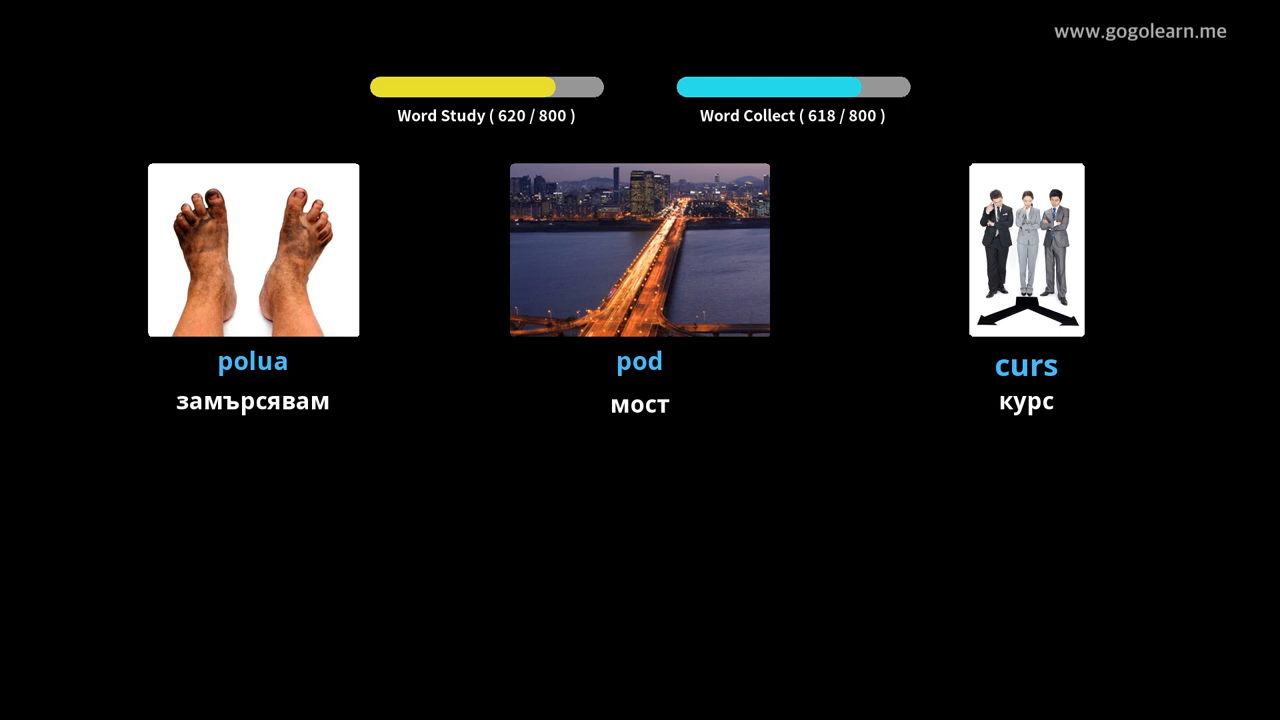 www.gogolearn.me
Word Study ( 620 / 800 )
Word Collect ( 618 / 800 )
polua
pod
curs
замърсявам
мост
курс